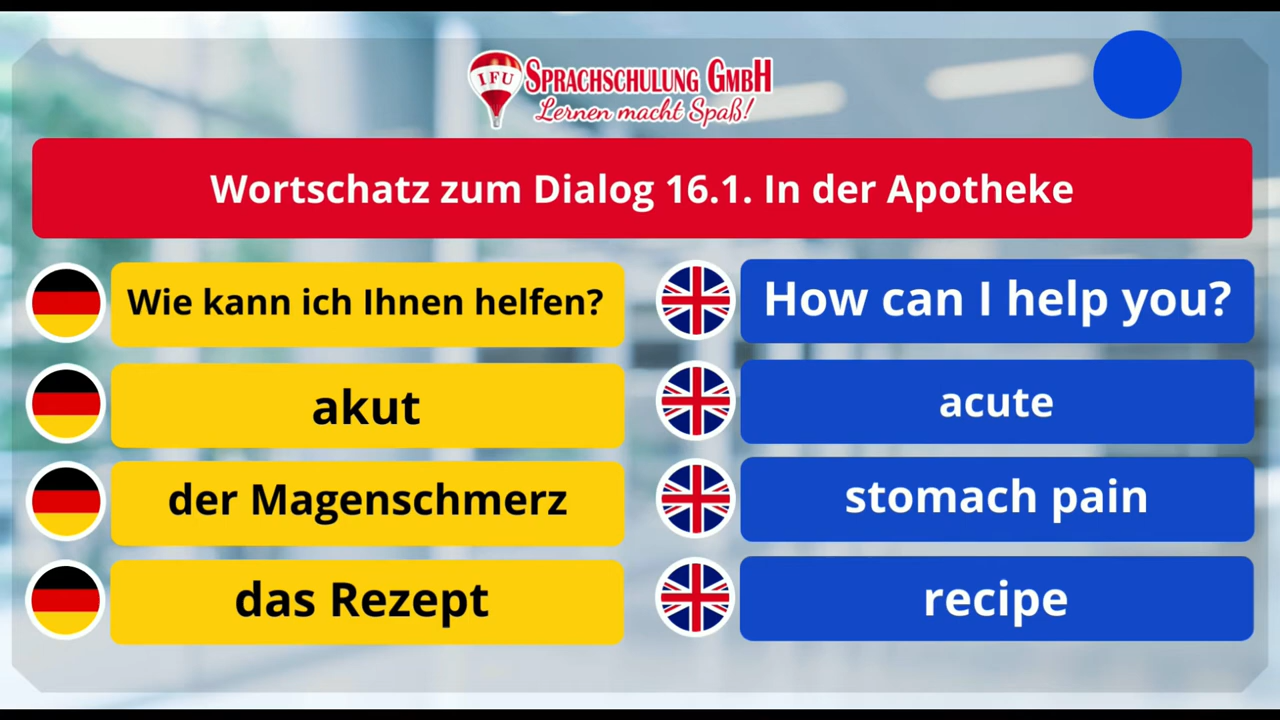 IFU SPRACHSCHULUNG GMBH
Lernen macht Spaß!
Wortschatz zum Dialog 16.1. In der Apotheke
Wie kann ich Ihnen helfen?
How can I help you?
akut
acute
der Magenschmerz
stomach pain
das Rezept
recipe